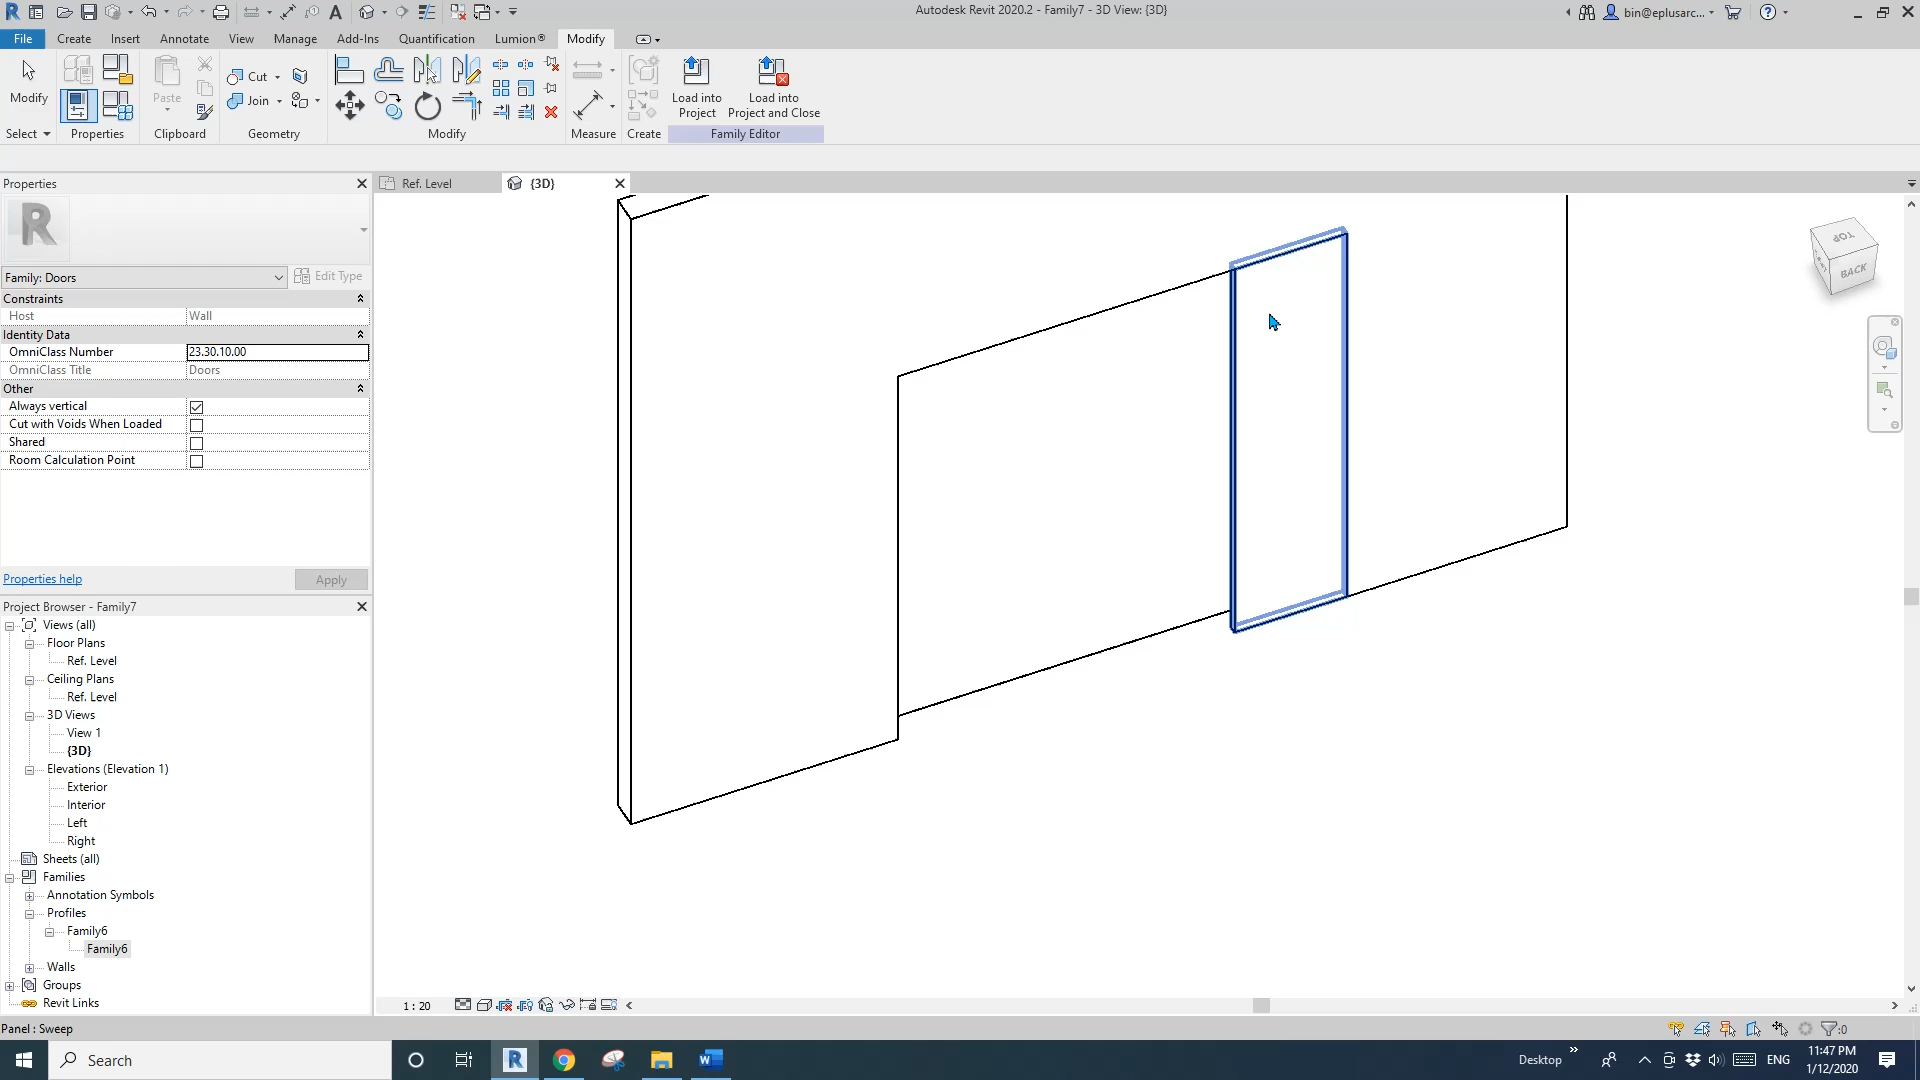 Autodesk Revit 2020.2 - Family7 - 3D View: {3D}
bin@eplusarc...
File Create Insert Annotate View Manage Add-Ins Quantification Lumion® Modify
Modify
Paste
Cut
Join
Load into Project
Load into Project and Close
Select Properties Clipboard Geometry Modify Measure Create Family Editor
Properties
Ref. Level
{3D}
Family: Doors
Edit Type
Constraints
Host Wall
Identity Data
OmniClass Number 23.30.10.00
OmniClass Title Doors
Other
Always vertical
Cut with Voids When Loaded
Shared
Room Calculation Point
Properties help
Apply
Project Browser - Family7
Views (all)
Floor Plans
Ref. Level
Ceiling Plans
Ref. Level
3D Views
View 1
{3D}
Elevations (Elevation 1)
Exterior
Interior
Left
Right
Sheets (all)
Families
Annotation Symbols
Profiles
Family6
Family6
Walls
Groups
Revit Links
TOP
BACK
1 : 20
Panel : Sweep
:0
Search
Desktop
ENG
11:47 PM
1/12/2020